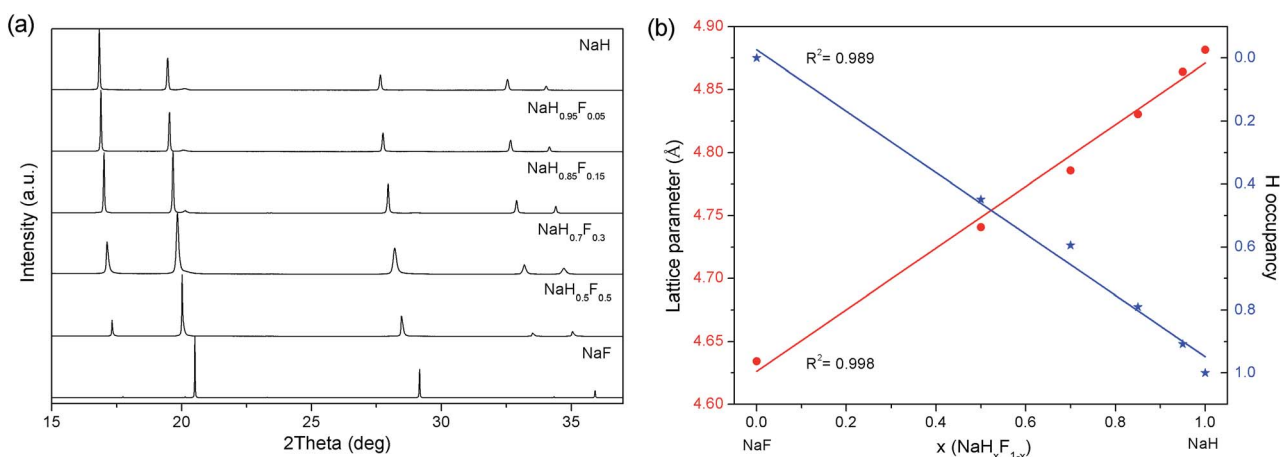 (a)
NaH
NaH0.95F0.05
NaH0.85F0.15
NaH0.7F0.3
NaH0.5F0.5
NaF
Intensity (a.u.)
15 20 25 30 35
2Theta (deg)
(b)
4.90
4.85
4.80
4.75
4.70
4.65
4.60
Lattice parameter (Å)
R2= 0.989
R2= 0.998
0.0
0.2
0.4
0.6
0.8
1.0
H occupancy
0.0 0.2 0.4 0.6 0.8 1.0
NaF NaH
x (NaHxF1-x)